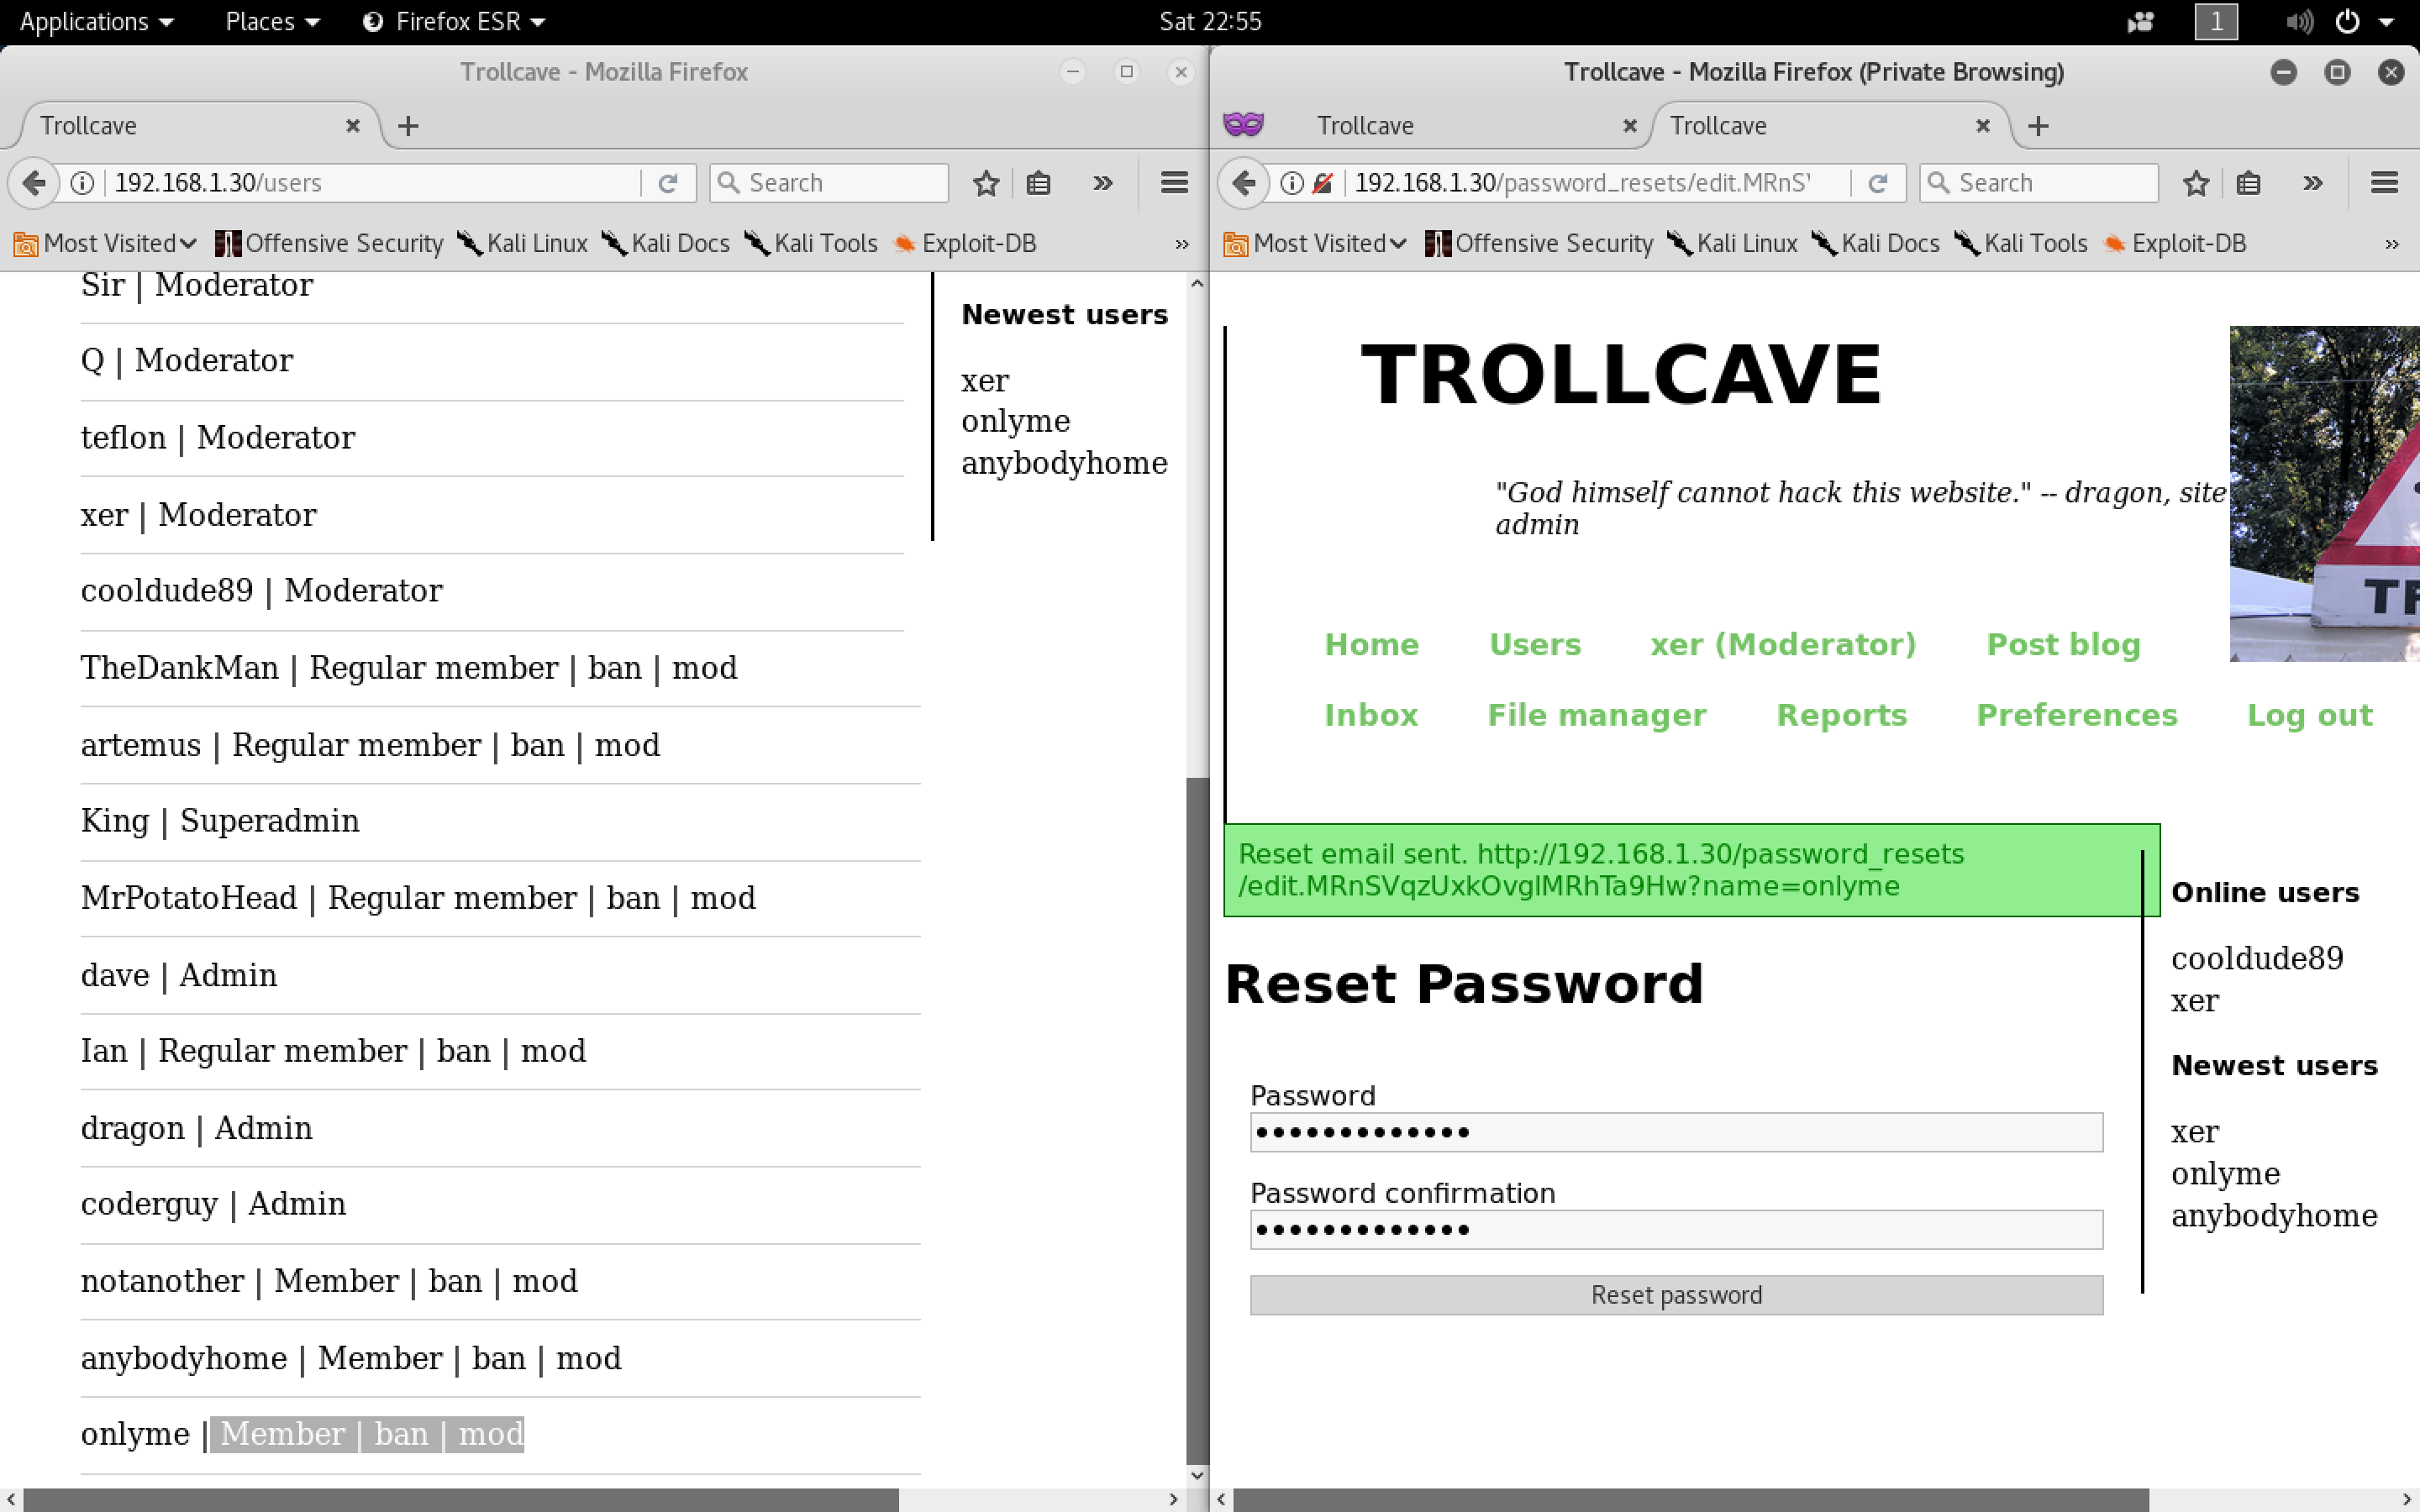 Applications Places Firefox ESR Sat 22:55 1
Trollcave - Mozilla Firefox
Trollcave
192.168.1.30/users Search
Most Visited Offensive Security Kali Linux Kali Docs Kali Tools Exploit-DB »
Sir | Moderator
Q | Moderator
teflon | Moderator
xer | Moderator
cooldude89 | Moderator
TheDankMan | Regular member | ban | mod
artemus | Regular member | ban | mod
King | Superadmin
MrPotatoHead | Regular member | ban | mod
dave | Admin
Ian | Regular member | ban | mod
dragon | Admin
coderguy | Admin
notanother | Member | ban | mod
anybodyhome | Member | ban | mod
onlyme | Member | ban | mod
Newest users
xer
onlyme
anybodyhome
Trollcave - Mozilla Firefox (Private Browsing)
Trollcave Trollcave
192.168.1.30/password_resets/edit.MRnSV Search
Most Visited Offensive Security Kali Linux Kali Docs Kali Tools Exploit-DB »
TROLLCAVE
"God himself cannot hack this website." -- dragon, site
admin
TR
Home Users xer (Moderator) Post blog
Inbox File manager Reports Preferences Log out
Reset email sent. http://192.168.1.30/password_resets
/edit.MRnSVqzUxkOvglMRhTa9Hw?name=onlyme
Reset Password
Password
•••••••••••••
Password confirmation
•••••••••••••
Reset password
Online users
cooldude89
xer
Newest users
xer
onlyme
anybodyhome